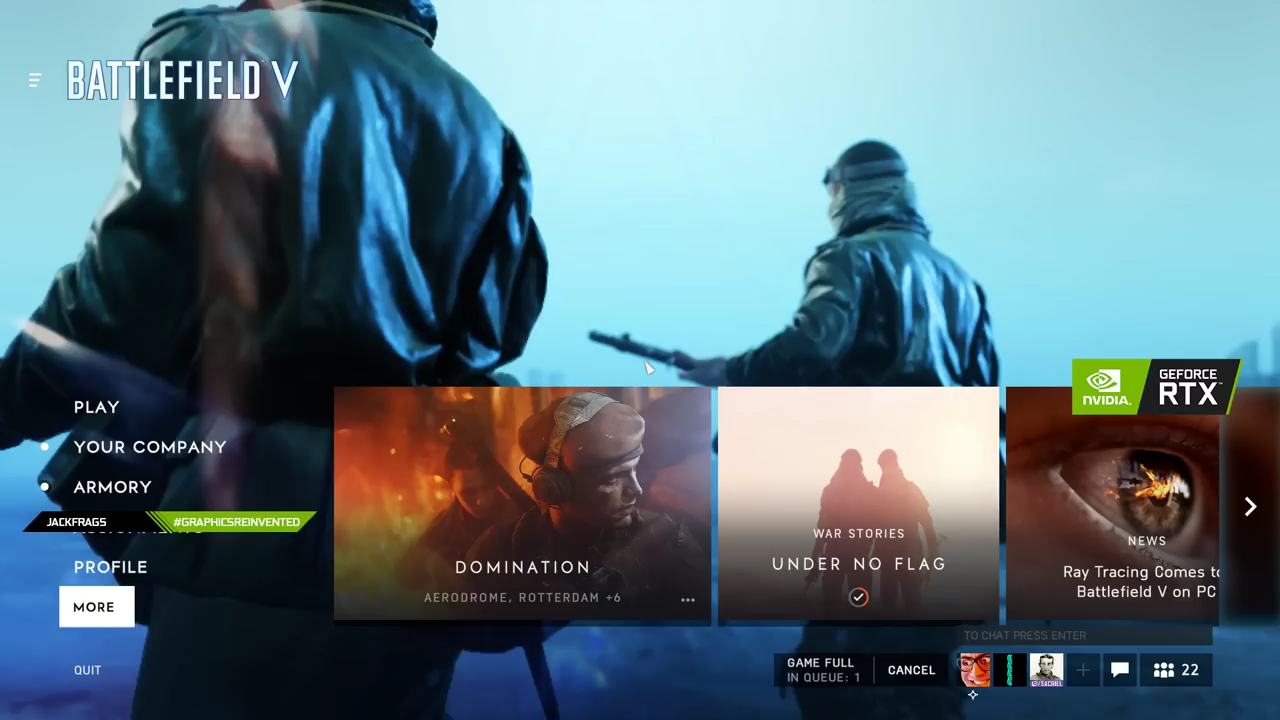 BATTLEFIELD V
NVIDIA.
GEFORCE
RTX™
PLAY
YOUR COMPANY
ARMORY
JACKFRAGS
#GRAPHICSREINVENTED
PROFILE
MORE
QUIT
DOMINATION
AERODROME, ROTTERDAM +6
WAR STORIES
UNDER NO FLAG
NEWS
Ray Tracing Comes to
Battlefield V on PC
TO CHAT PRESS ENTER
GAME FULL
IN QUEUE: 1
CANCEL
22